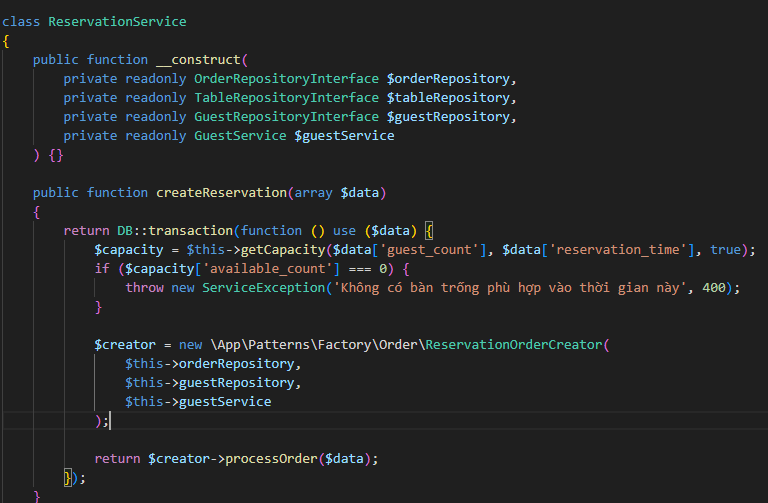 class ReservationService
{
    public function __construct(
        private readonly OrderRepositoryInterface $orderRepository,
        private readonly TableRepositoryInterface $tableRepository,
        private readonly GuestRepositoryInterface $guestRepository,
        private readonly GuestService $guestService
    ) {}
    public function createReservation(array $data)
    {
        return DB::transaction(function () use ($data) {
            $capacity = $this->getCapacity($data['guest_count'], $data['reservation_time'], true);
            if ($capacity['available_count'] === 0) {
                throw new ServiceException('Không có bàn trống phù hợp vào thời gian này', 400);
            }
            $creator = new \App\Patterns\Factory\Order\ReservationOrderCreator(
                $this->orderRepository,
                $this->guestRepository,
                $this->guestService
            );
            return $creator->processOrder($data);
        });
    }